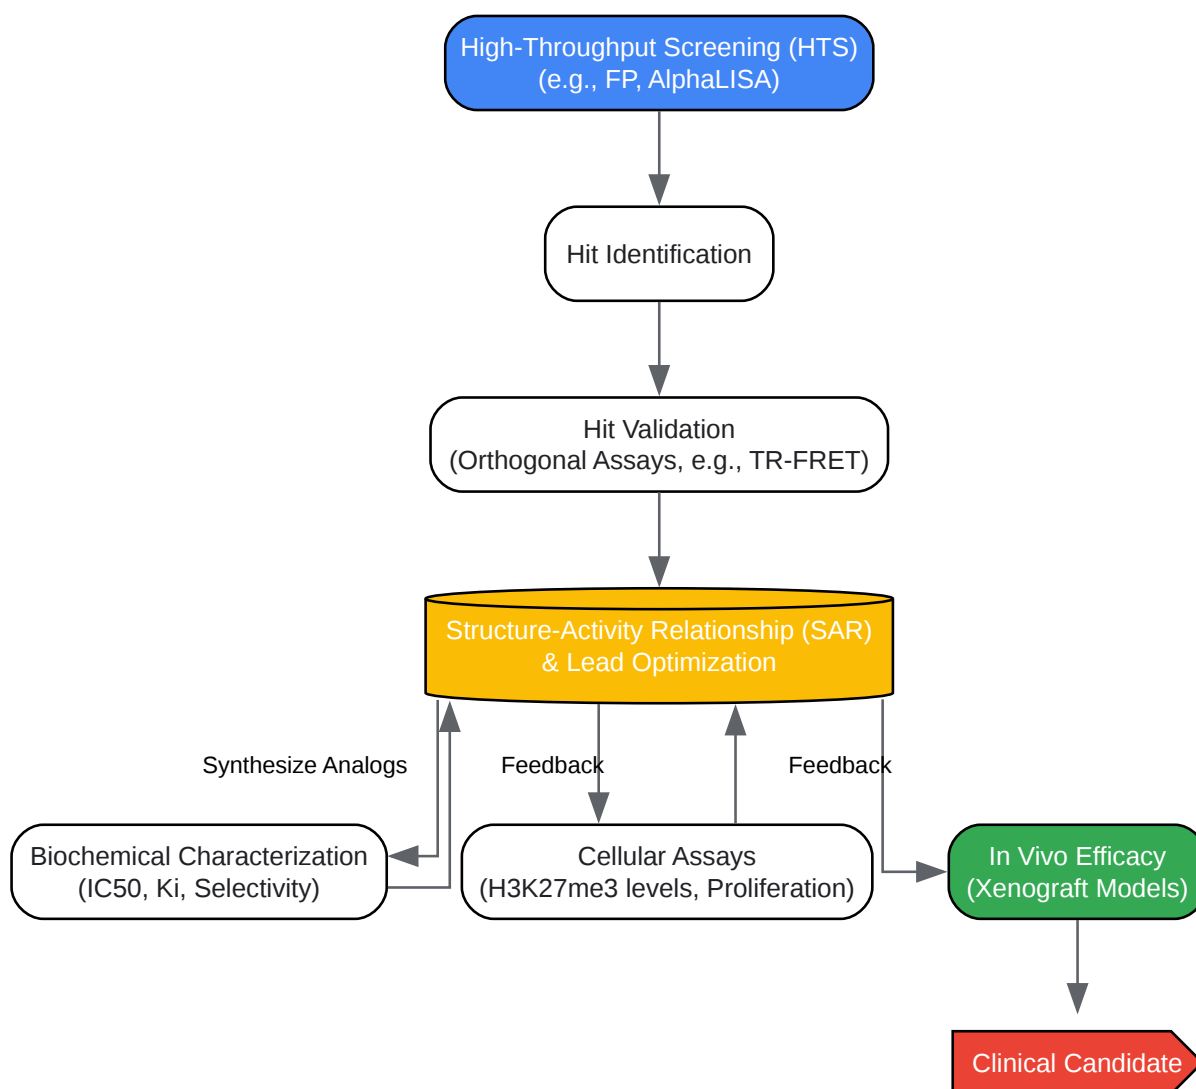 High-Throughput Screening (HTS)
(e.g., FP, AlphaLISA)
Hit Identification
Hit Validation
(Orthogonal Assays, e.g., TR-FRET)
Structure-Activity Relationship (SAR)
& Lead Optimization
Synthesize Analogs
Feedback
Feedback
Biochemical Characterization
(IC50, Ki, Selectivity)
Cellular Assays
(H3K27me3 levels, Proliferation)
In Vivo Efficacy
(Xenograft Models)
Clinical Candidate